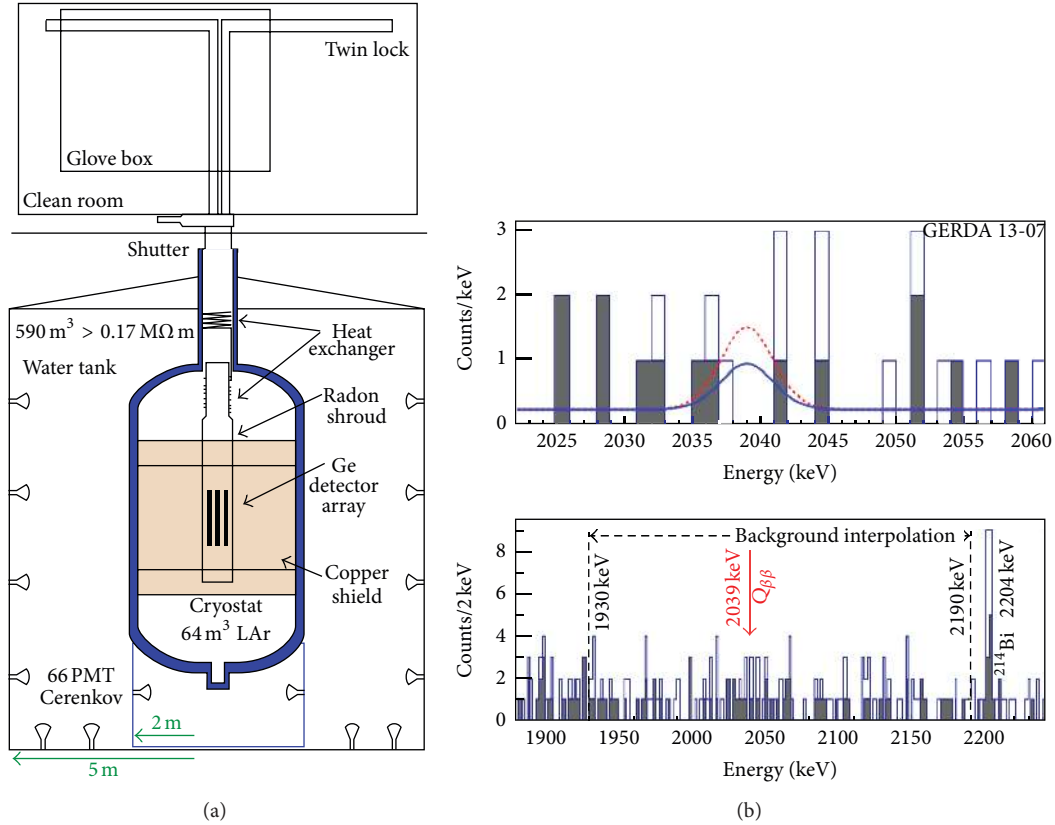 Twin lock
Glove box
Clean room
Shutter
590 m³ > 0.17 MΩ m
Heat
exchanger
Water tank
Radon
shroud
Ge
detector
array
Copper
shield
Cryostat
64 m³ LAr
66 PMT
Cerenkov
2 m
5 m
(a)
GERDA 13-07
Counts/keV
3
2
1
0
2025 2030 2035 2040 2045 2050 2055 2060
Energy (keV)
Background interpolation
Counts/2 keV
8
6
4
2
0
1930 keV
2039 keV
Qββ
2190 keV
²¹⁴Bi 2204 keV
1900 1950 2000 2050 2100 2150 2200
Energy (keV)
(b)